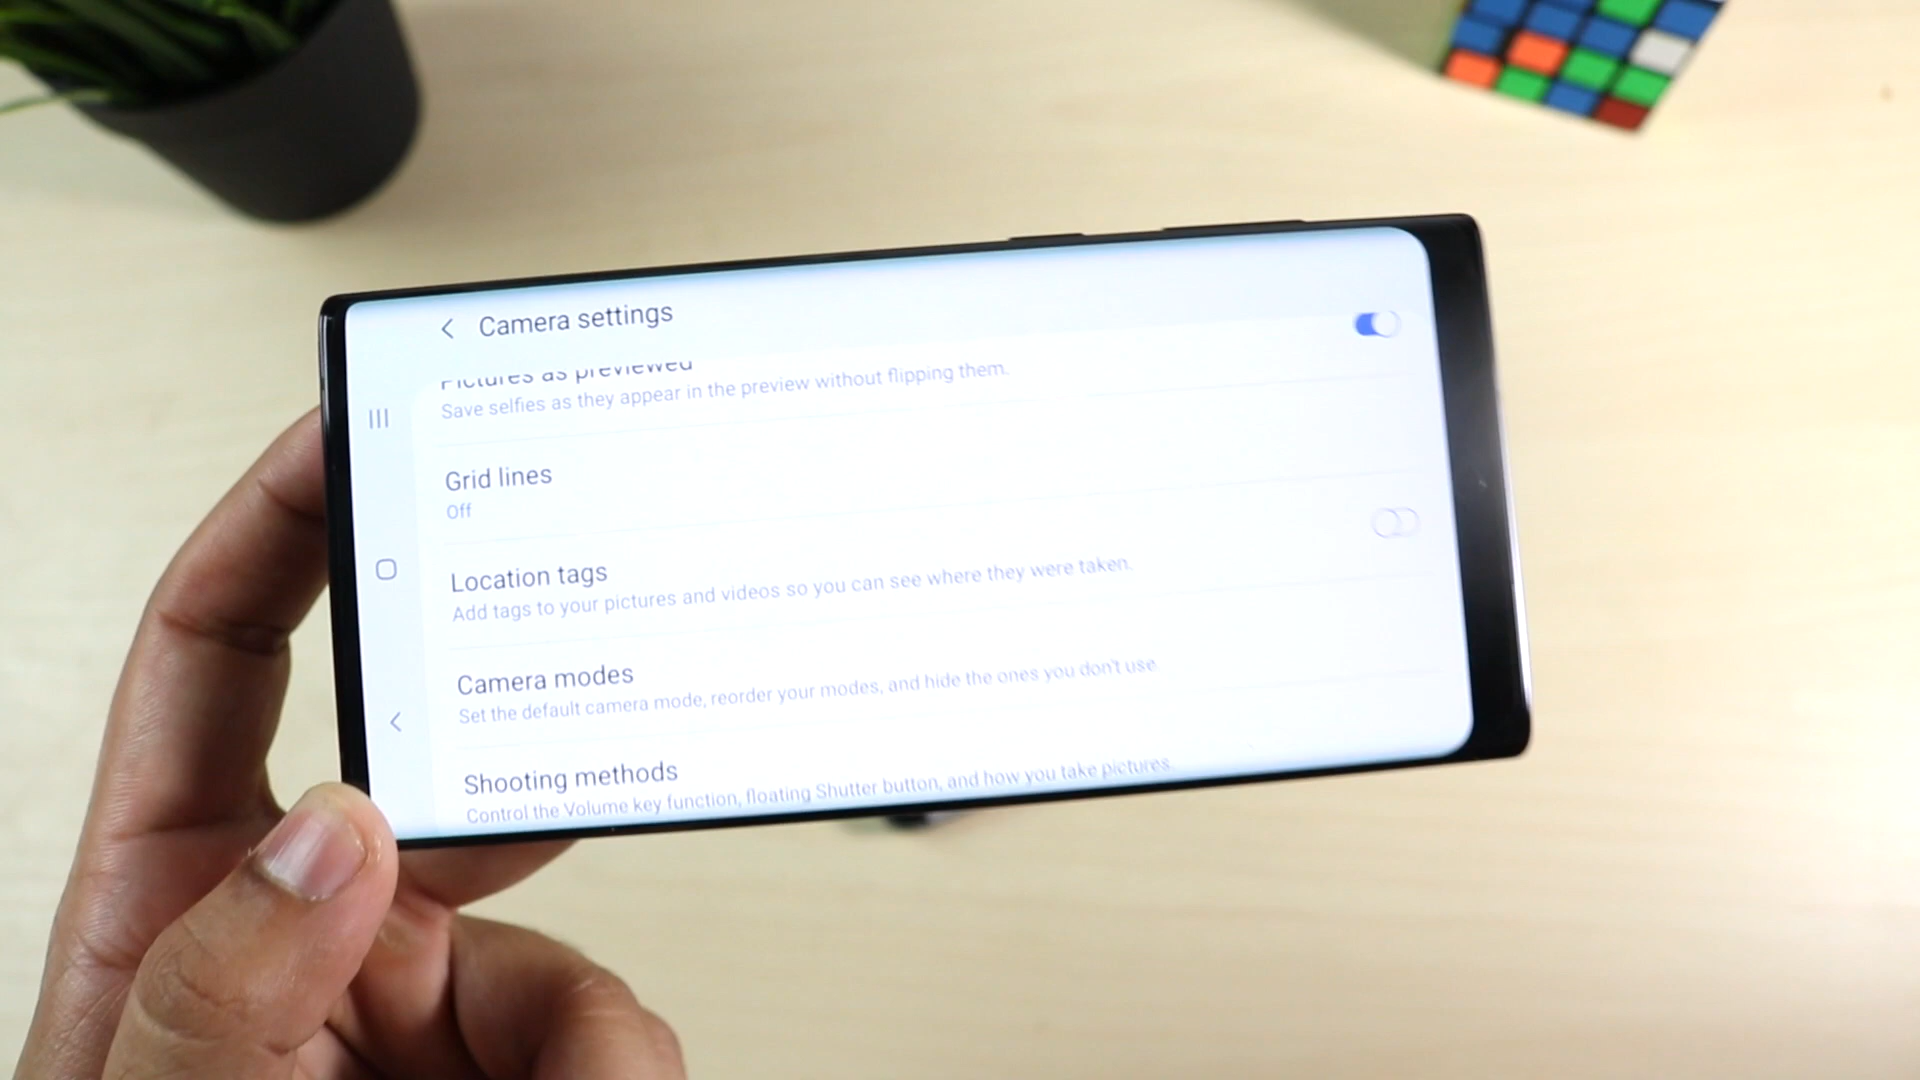 Camera settings
Pictures as previewed
Save selfies as they appear in the preview without flipping them.
Grid lines
Off
Location tags
Add tags to your pictures and videos so you can see where they were taken.
Camera modes
Set the default camera mode, reorder your modes, and hide the ones you don't use
Shooting methods
Control the Volume key function, floating Shutter button, and how you take pictures.